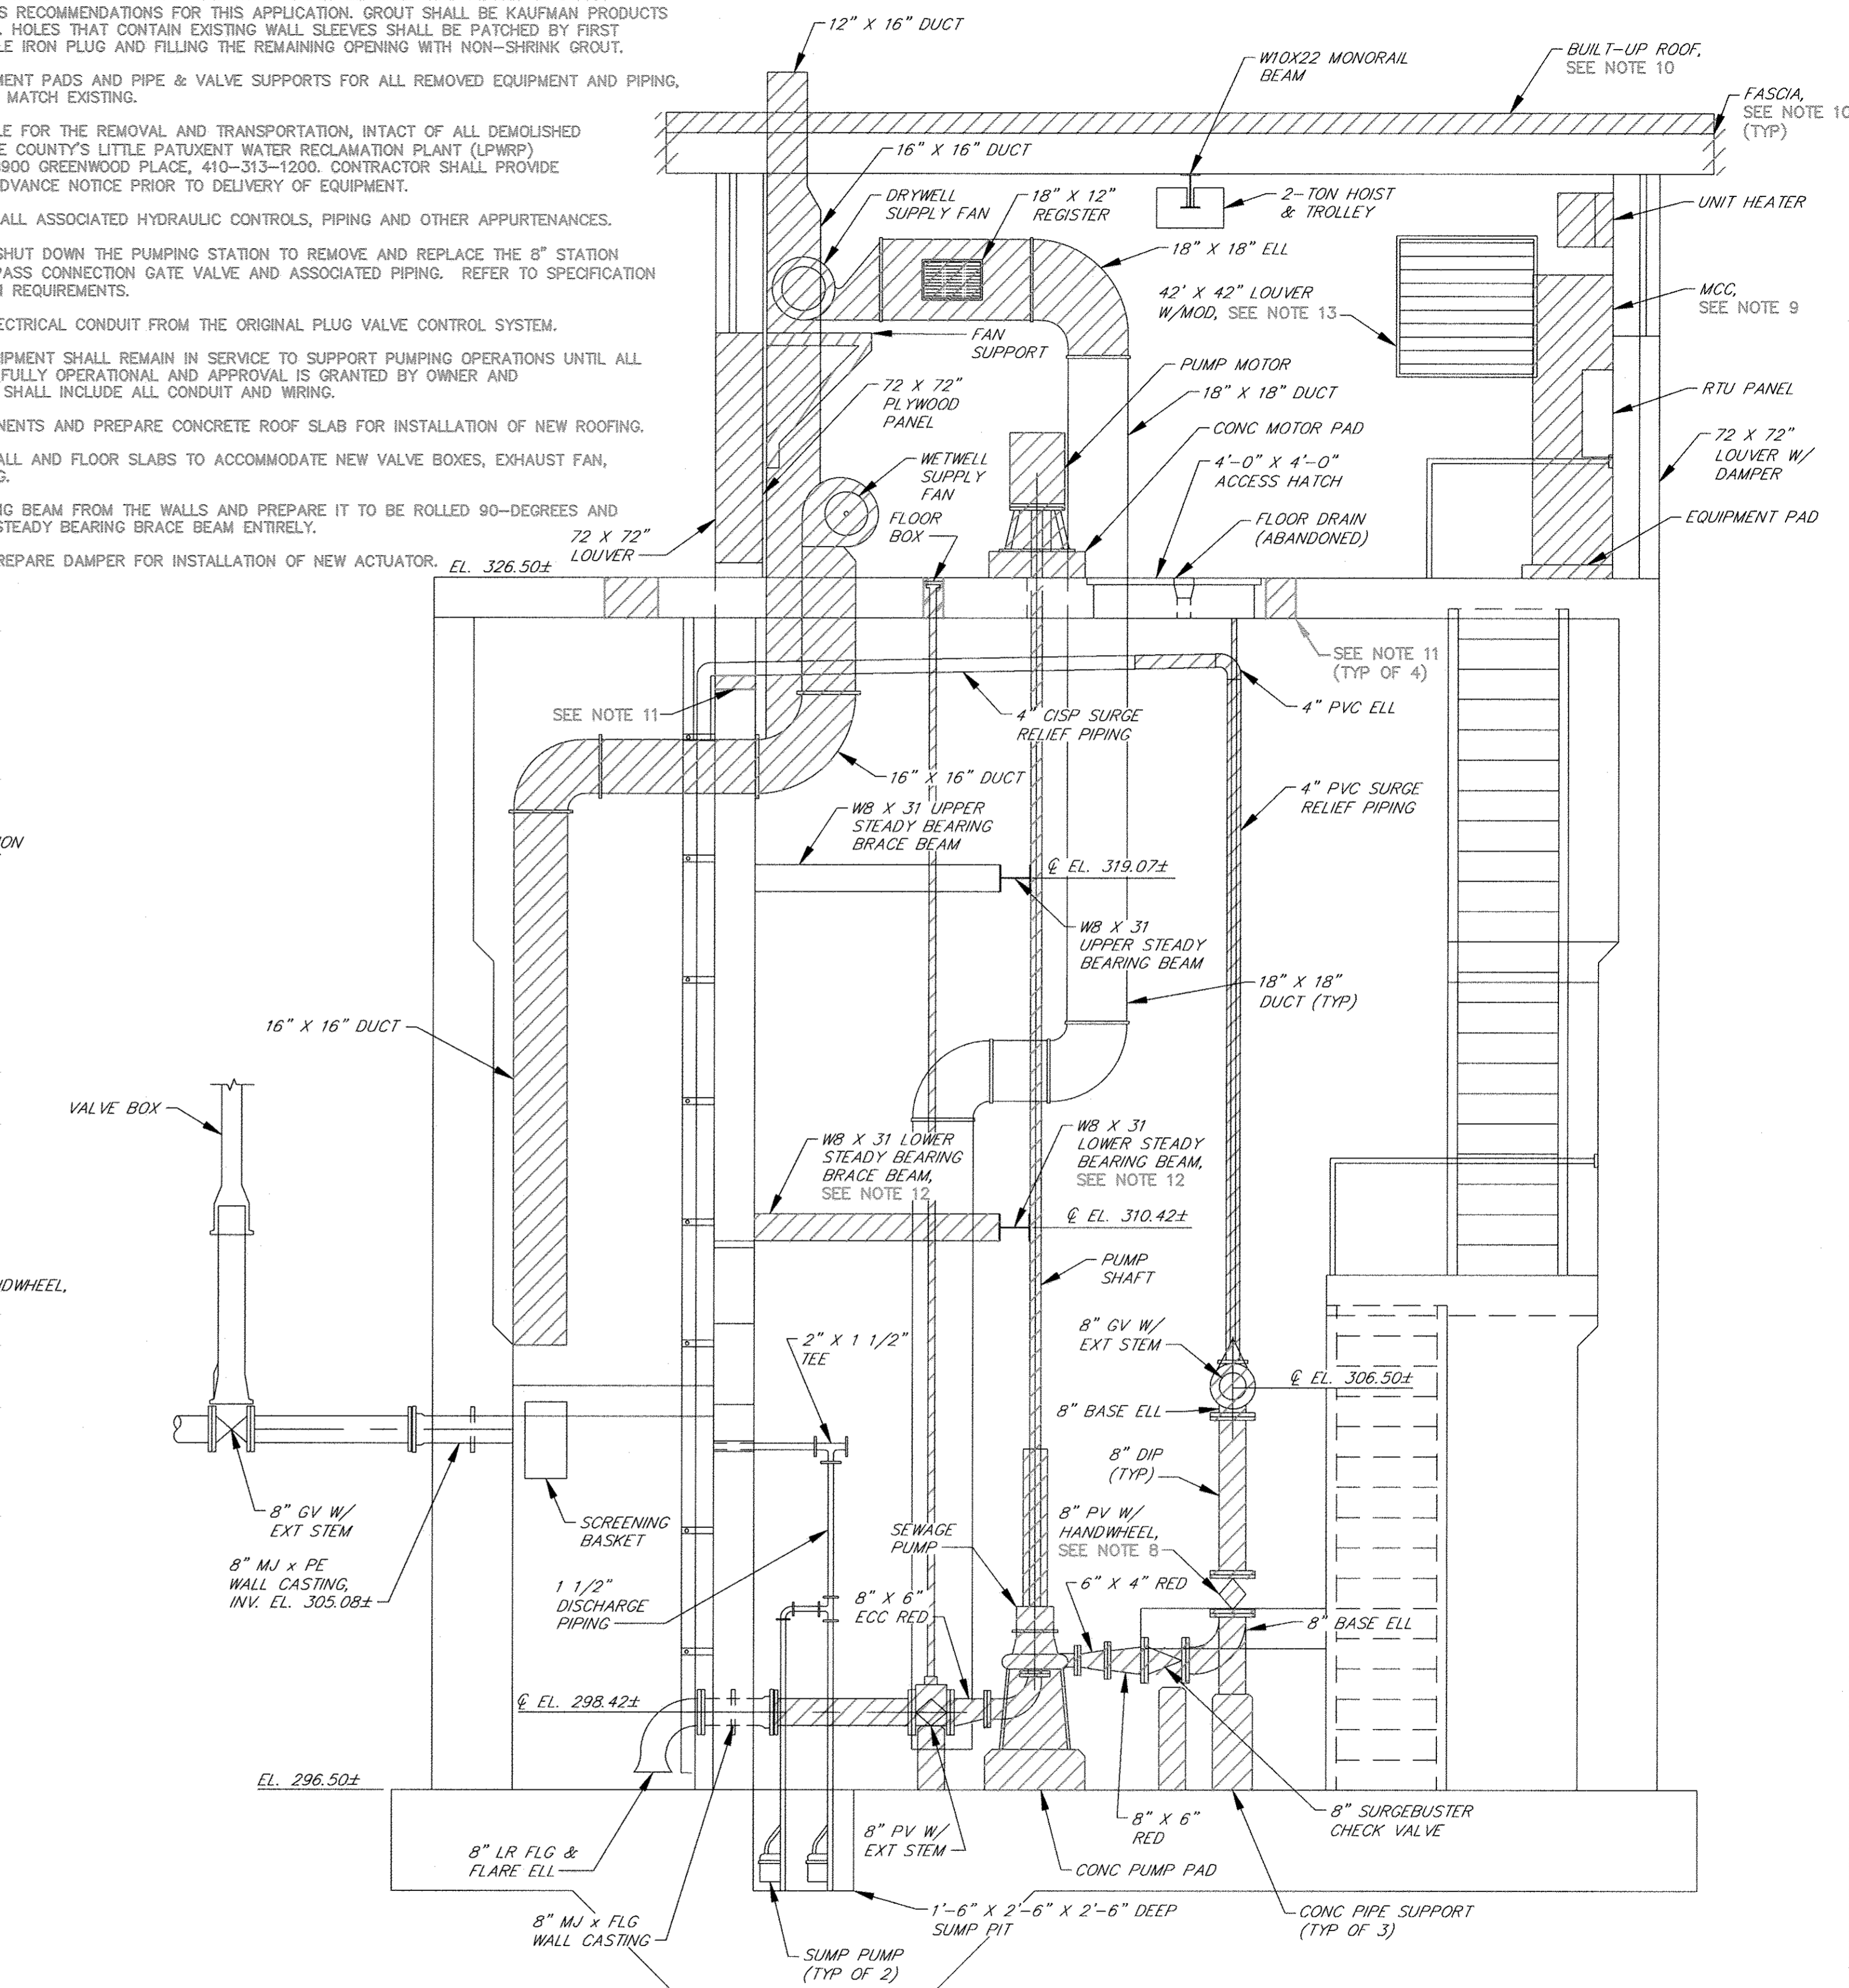 S RECOMMENDATIONS FOR THIS APPLICATION. GROUT SHALL BE KAUFMAN PRODUCTS
. HOLES THAT CONTAIN EXISTING WALL SLEEVES SHALL BE PATCHED BY FIRST
LE IRON PLUG AND FILLING THE REMAINING OPENING WITH NON-SHRINK GROUT.
MENT PADS AND PIPE & VALVE SUPPORTS FOR ALL REMOVED EQUIPMENT AND PIPING,
MATCH EXISTING.
LE FOR THE REMOVAL AND TRANSPORTATION, INTACT OF ALL DEMOLISHED
E COUNTY'S LITTLE PATUXENT WATER RECLAMATION PLANT (LPWRP)
8900 GREENWOOD PLACE, 410-313-1200. CONTRACTOR SHALL PROVIDE
ADVANCE NOTICE PRIOR TO DELIVERY OF EQUIPMENT.
ALL ASSOCIATED HYDRAULIC CONTROLS, PIPING AND OTHER APPURTENANCES.
SHUT DOWN THE PUMPING STATION TO REMOVE AND REPLACE THE 8" STATION
PASS CONNECTION GATE VALVE AND ASSOCIATED PIPING. REFER TO SPECIFICATION
REQUIREMENTS.
ECTRICAL CONDUIT FROM THE ORIGINAL PLUG VALVE CONTROL SYSTEM.
IPMENT SHALL REMAIN IN SERVICE TO SUPPORT PUMPING OPERATIONS UNTIL ALL
FULLY OPERATIONAL AND APPROVAL IS GRANTED BY OWNER AND
SHALL INCLUDE ALL CONDUIT AND WIRING.
NENTS AND PREPARE CONCRETE ROOF SLAB FOR INSTALLATION OF NEW ROOFING.
ALL AND FLOOR SLABS TO ACCOMMODATE NEW VALVE BOXES, EXHAUST FAN,
G.
NG BEAM FROM THE WALLS AND PREPARE IT TO BE ROLLED 90-DEGREES AND
STEADY BEARING BRACE BEAM ENTIRELY.
REPARE DAMPER FOR INSTALLATION OF NEW ACTUATOR.
12" X 16" DUCT
W10X22 MONORAIL
BEAM
BUILT-UP ROOF,
SEE NOTE 10
FASCIA,
SEE NOTE 10
(TYP)
16" X 16" DUCT
DRYWELL
SUPPLY FAN
18" X 12"
REGISTER
2-TON HOIST
& TROLLEY
UNIT HEATER
18" X 18" ELL
42' X 42" LOUVER
W/MOD, SEE NOTE 13
MCC,
SEE NOTE 9
FAN
SUPPORT
PUMP MOTOR
72 X 72"
PLYWOOD
PANEL
18" X 18" DUCT
RTU PANEL
CONC MOTOR PAD
72 X 72"
LOUVER W/
DAMPER
WETWELL
SUPPLY
FAN
4'-0" X 4'-0"
ACCESS HATCH
FLOOR
BOX
FLOOR DRAIN
(ABANDONED)
EQUIPMENT PAD
72 X 72"
LOUVER
EL. 326.50±
SEE NOTE 11
(TYP OF 4)
SEE NOTE 11
4" CISP SURGE
RELIEF PIPING
4" PVC ELL
16" X 16" DUCT
4" PVC SURGE
RELIEF PIPING
W8 X 31 UPPER
STEADY BEARING
BRACE BEAM
ION
℄ EL. 319.07±
W8 X 31
UPPER STEADY
BEARING BEAM
18" X 18"
DUCT (TYP)
16" X 16" DUCT
VALVE BOX
W8 X 31 LOWER
STEADY BEARING
BRACE BEAM,
SEE NOTE 12
W8 X 31
LOWER STEADY
BEARING BEAM,
SEE NOTE 12
℄ EL. 310.42±
PUMP
SHAFT
NDWHEEL,
2" X 1 1/2"
TEE
8" GV W/
EXT STEM
℄ EL. 306.50±
8" BASE ELL
8" DIP
(TYP)
8" GV W/
EXT STEM
SCREENING
BASKET
SEWAGE
PUMP
8" PV W/
HANDWHEEL,
SEE NOTE 8
8" MJ x PE
WALL CASTING,
INV. EL. 305.08±
1 1/2"
DISCHARGE
PIPING
8" X 6"
ECC RED
6" X 4" RED
8" BASE ELL
℄ EL. 298.42±
EL. 296.50±
8" LR FLG &
FLARE ELL
8" PV W/
EXT STEM
8" X 6"
RED
8" SURGEBUSTER
CHECK VALVE
CONC PUMP PAD
8" MJ x FLG
WALL CASTING
1'-6" X 2'-6" X 2'-6" DEEP
SUMP PIT
CONC PIPE SUPPORT
(TYP OF 3)
SUMP PUMP
(TYP OF 2)